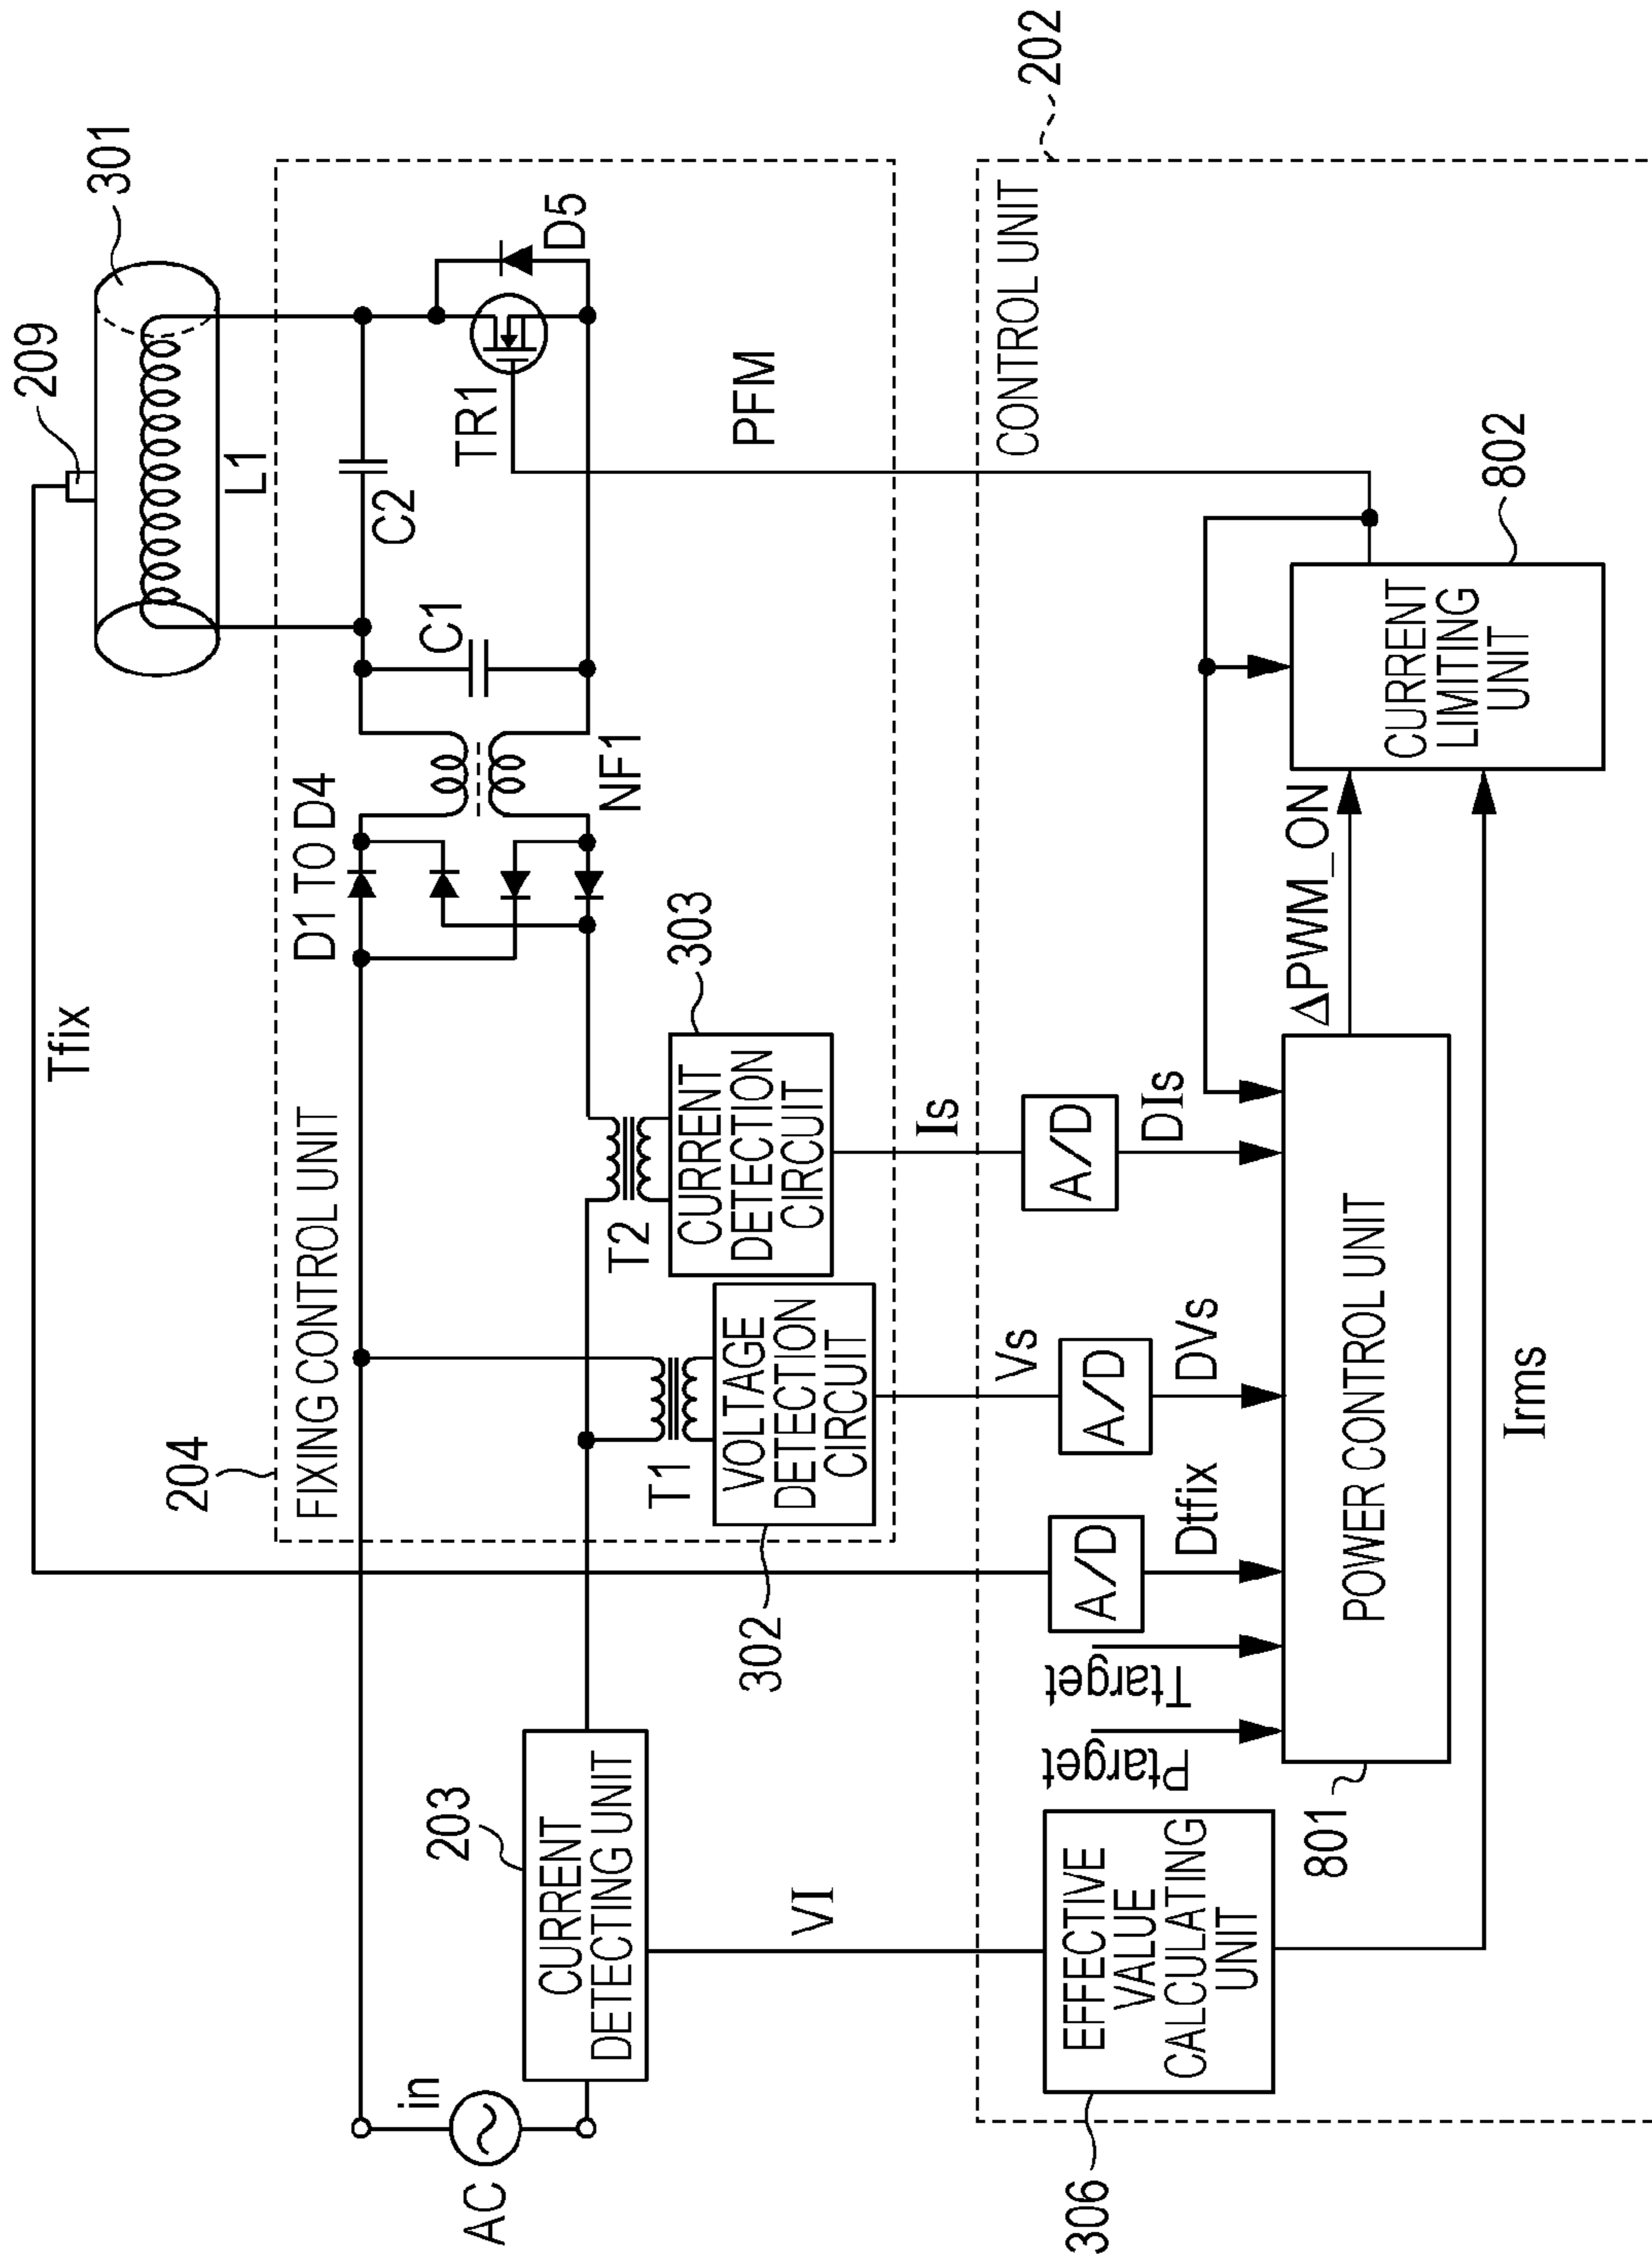 209
301
Tfix
L1
204
FIXING CONTROL UNIT
D1 TO D4
C1
C2
D5
TR1
NF1
AC
in
203
CURRENT
DETECTING UNIT
T1
T2
302
VOLTAGE
DETECTION
CIRCUIT
303
CURRENT
DETECTION
CIRCUIT
VI
Vs
Is
PFM
202
CONTROL UNIT
306
EFFECTIVE
VALUE
CALCULATING
UNIT
Ptarget
Ttarget
A/D
Dtfix
A/D
DVs
A/D
DIs
801
POWER CONTROL UNIT
ΔPWM_ON
Irms
CURRENT
LIMITING
UNIT
802